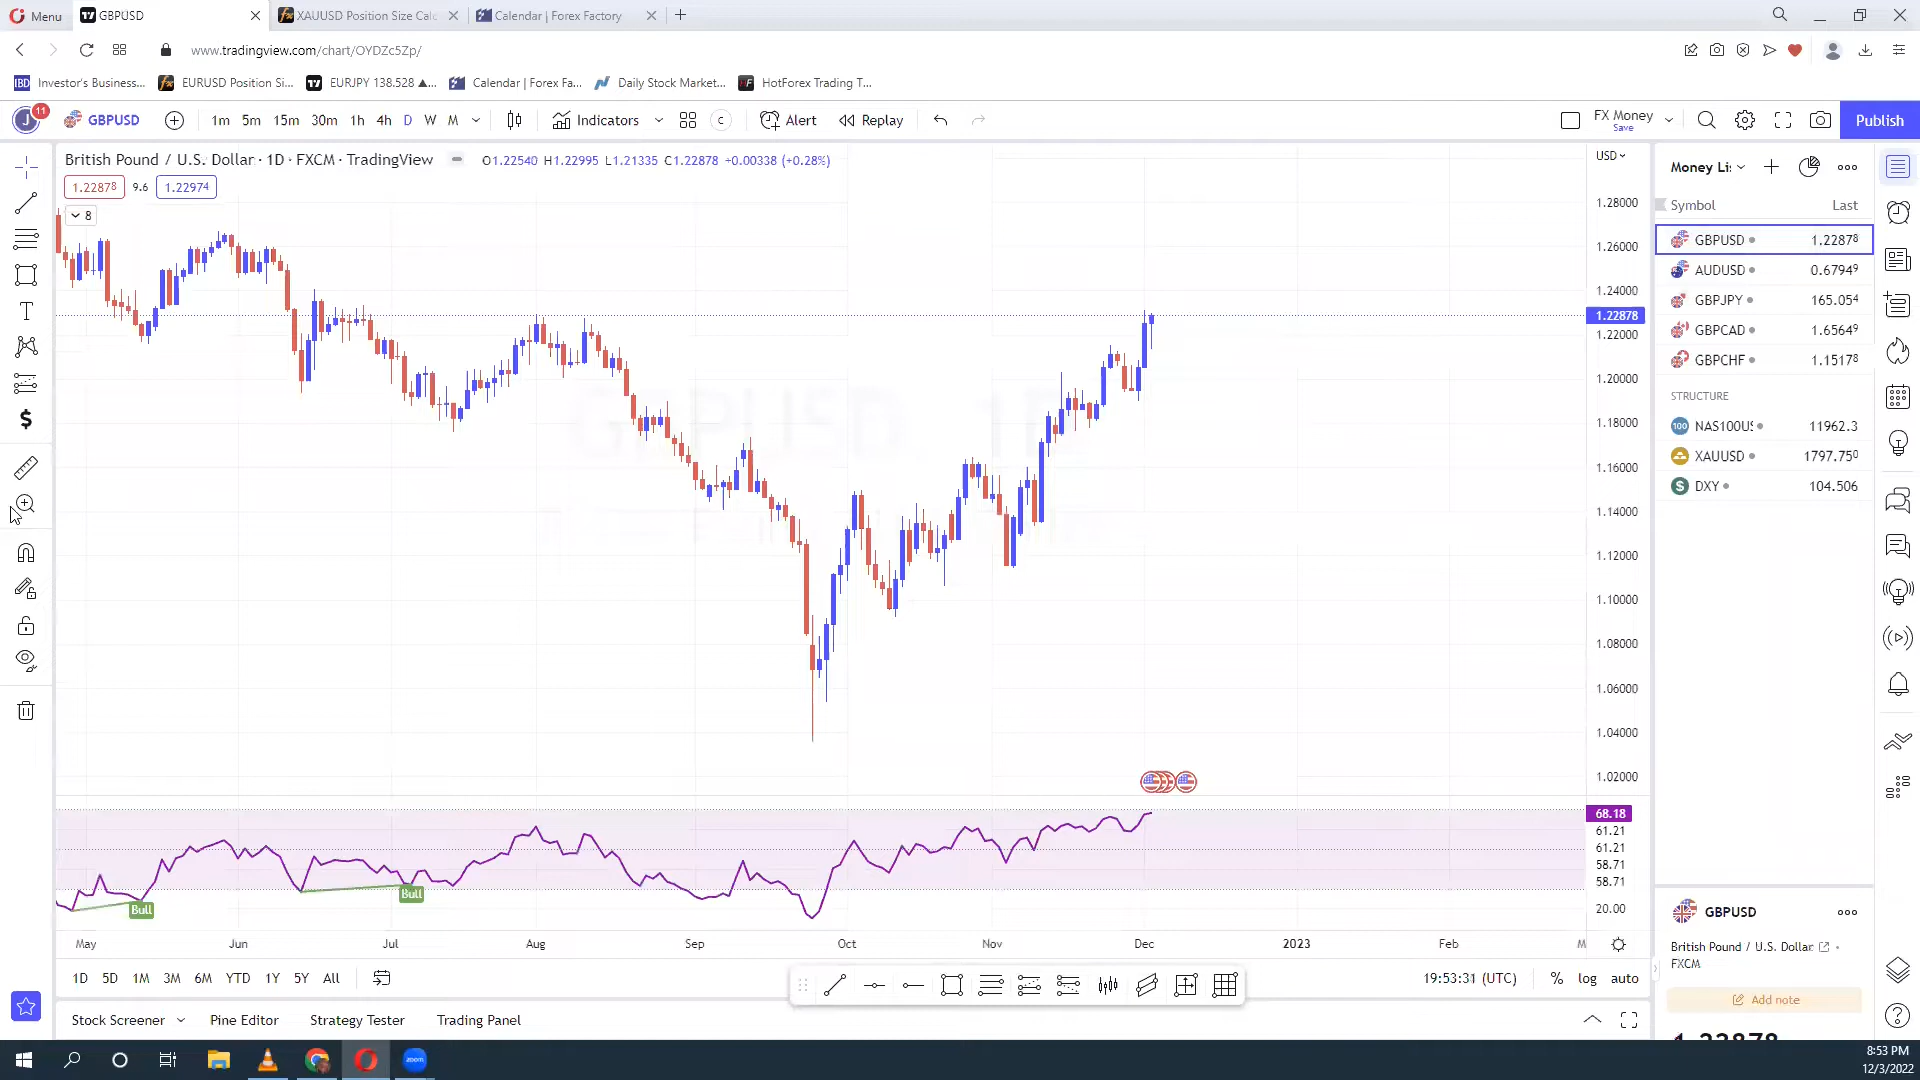 Menu
GBPUSD
XAUUSD Position Size Calc
Calendar | Forex Factory
www.tradingview.com/chart/OYDZc5Zp/
IBD Investor's Business...
EURUSD Position Si...
EURJPY 138.528 ▲...
Calendar | Forex Fa...
Daily Stock Market...
HotForex Trading T...
J 11
GBPUSD
1m 5m 15m 30m 1h 4h D W M
Indicators
C
Alert
Replay
FX Money
Save
Publish
British Pound / U.S. Dollar · 1D · FXCM · TradingView
O1.22540 H1.22995 L1.21335 C1.22878 +0.00338 (+0.28%)
1.22878 9.6 1.22974
8
USD
1.28000
1.26000
1.24000
1.22878
1.22000
1.20000
1.18000
1.16000
1.14000
1.12000
1.10000
1.08000
1.06000
1.04000
1.02000
GBPUSD, 1D
68.18
61.21
61.21
58.71
58.71
20.00
Bull
Bull
May Jun Jul Aug Sep Oct Nov Dec 2023 Feb M
1D 5D 1M 3M 6M YTD 1Y 5Y All
19:53:31 (UTC) % log auto
Stock Screener
Pine Editor
Strategy Tester
Trading Panel
Money Li:
Symbol Last
GBPUSD 1.22878
AUDUSD 0.67949
GBPJPY 165.054
GBPCAD 1.65649
GBPCHF 1.15178
STRUCTURE
100 NAS100US 11962.3
XAUUSD 1797.750
$ DXY 104.506
GBPUSD
British Pound / U.S. Dollar ·
FXCM
Add note
zoom
8:53 PM
12/3/2022